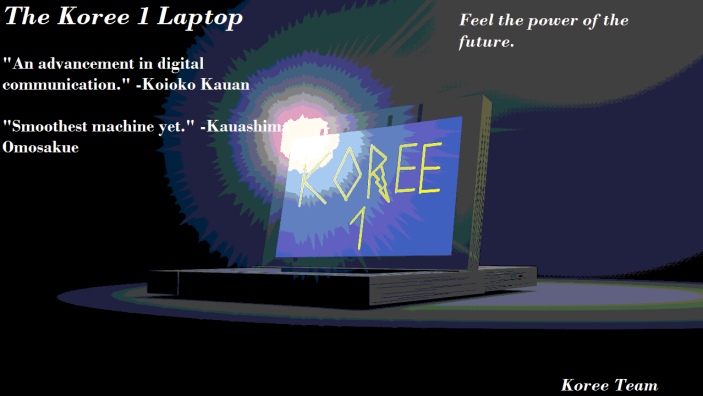 The Koree 1 Laptop
Feel the power of the
future.
"An advancement in digital
communication." -Koioko Kauan
"Smoothest machine yet." -Kauashima
Omosakue
KOREE
1
Koree Team